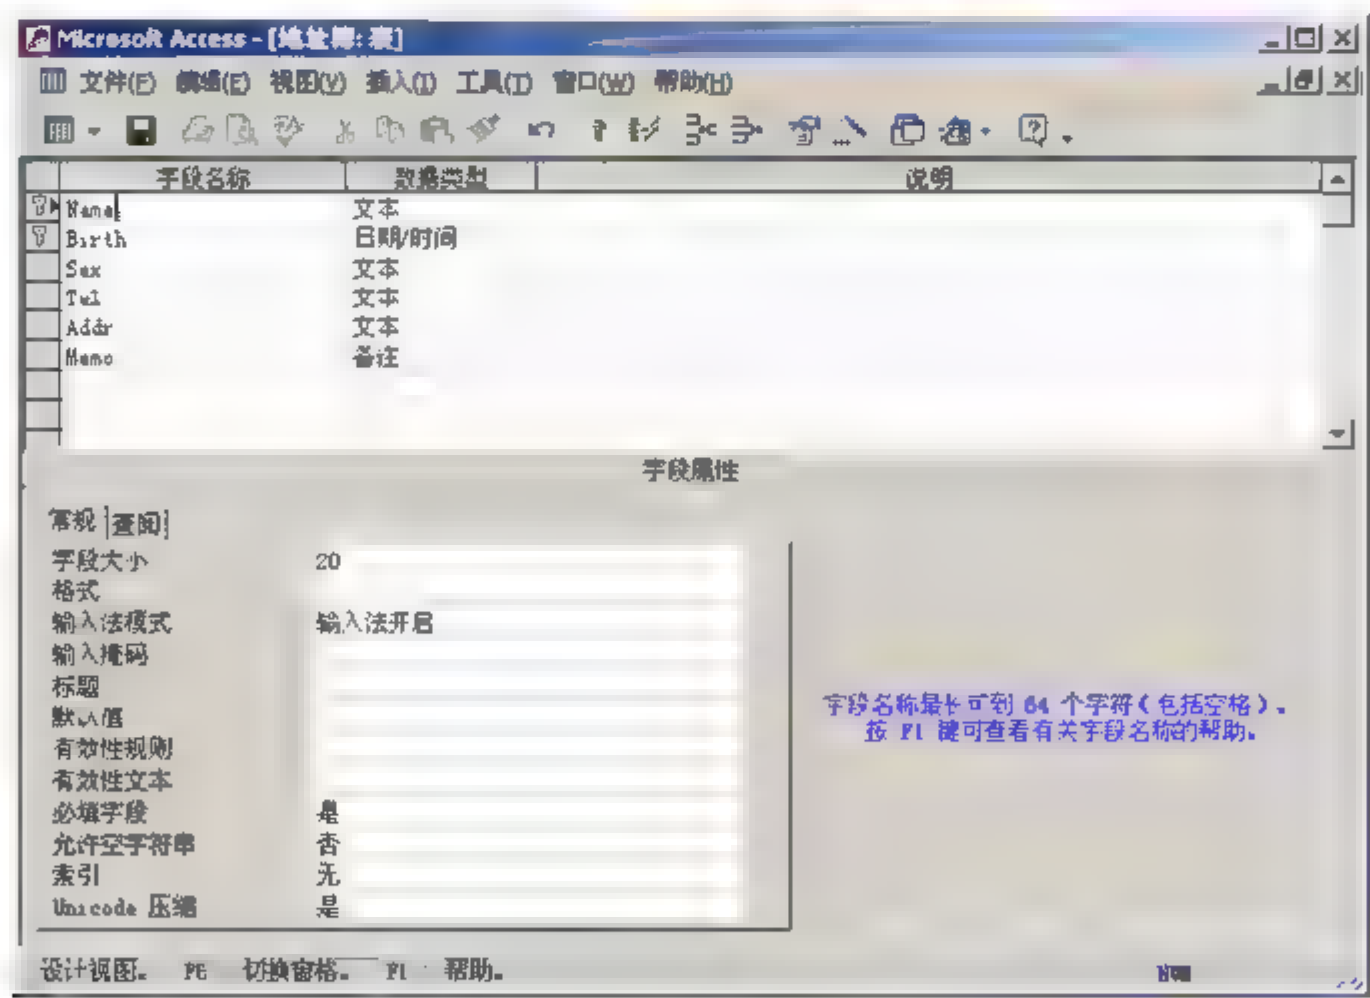 Microsoft Access - [地址簿: 表]
文件(F) 编辑(E) 视图(V) 插入(I) 工具(T) 窗口(W) 帮助(H)
字段名称 数据类型 说明
Name 文本
Birth 日期/时间
Sex 文本
Tel 文本
Addr 文本
Memo 备注
字段属性
常规 查阅
字段大小 20
格式
输入法模式 输入法开启
输入掩码
标题
默认值
有效性规则
有效性文本
必填字段 是
允许空字符串 否
索引 无
Unicode 压缩 是
字段名称最长可到 64 个字符(包括空格)。
按 F1 键可查看有关字段名称的帮助。
设计视图。 F6 切换窗格。 F1 帮助。